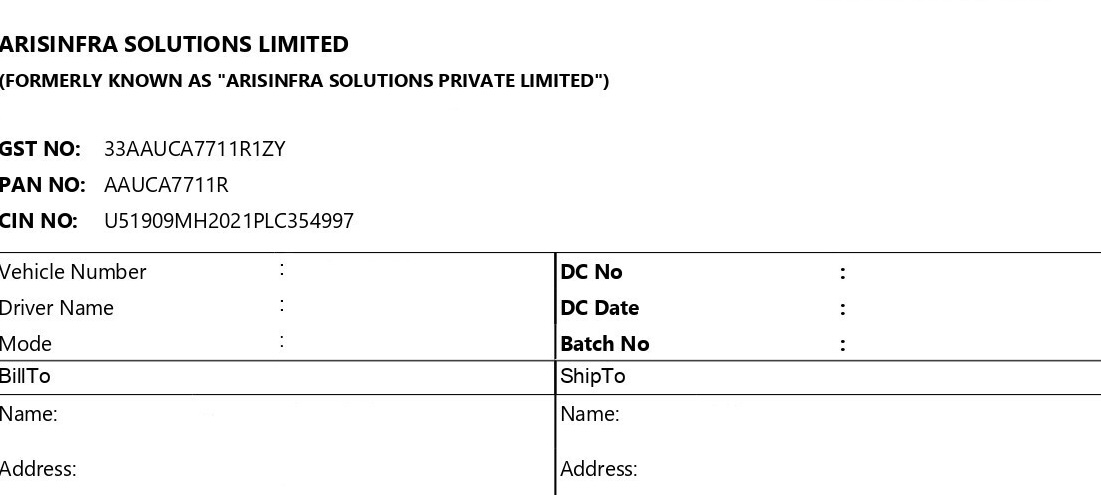 ARISINFRA SOLUTIONS LIMITED
(FORMERLY KNOWN AS "ARISINFRA SOLUTIONS PRIVATE LIMITED")
GST NO: 33AAUCA7711R1ZY
PAN NO: AAUCA7711R
CIN NO: U51909MH2021PLC354997
Vehicle Number : DC No :
Driver Name : DC Date :
Mode : Batch No :
BillTo ShipTo
Name: Name:
Address: Address: